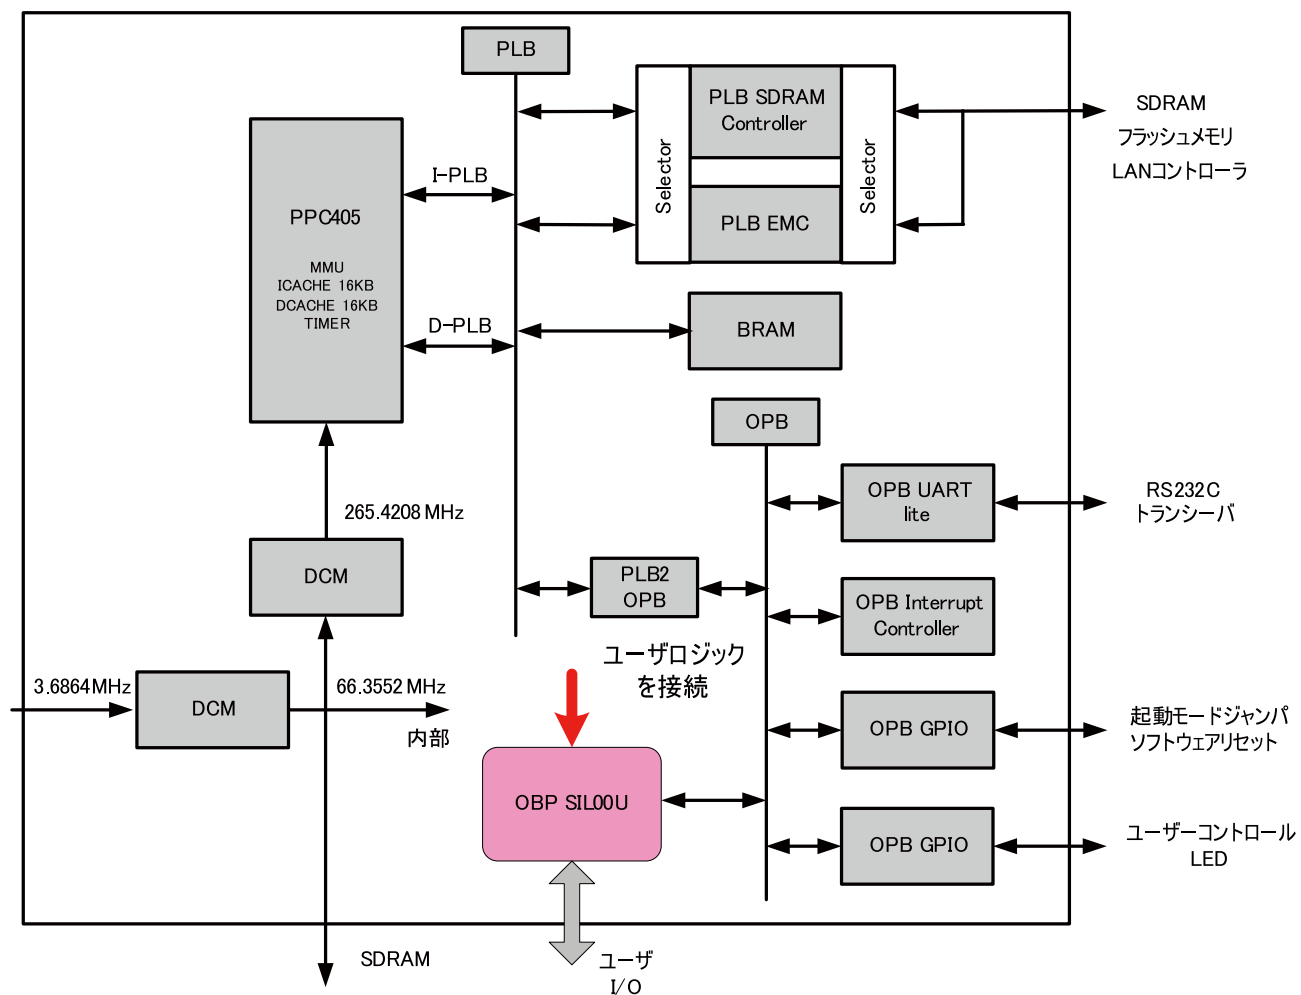 PLB
PLB SDRAM
Controller
Selector
Selector
PLB EMC
SDRAM
フラッシュメモリ
LANコントローラ
I-PLB
PPC405
MMU
ICACHE 16KB
DCACHE 16KB
TIMER
D-PLB
BRAM
OPB
265.4208 MHz
OPB UART
lite
RS232C
トランシーバ
DCM
PLB2
OPB
OPB Interrupt
Controller
ユーザロジック
を接続
3.6864MHz
DCM
66.3552 MHz
内部
OPB GPIO
起動モードジャンパ
ソフトウェアリセット
OBP SIL00U
OPB GPIO
ユーザーコントロール
LED
SDRAM
ユーザ
I/O